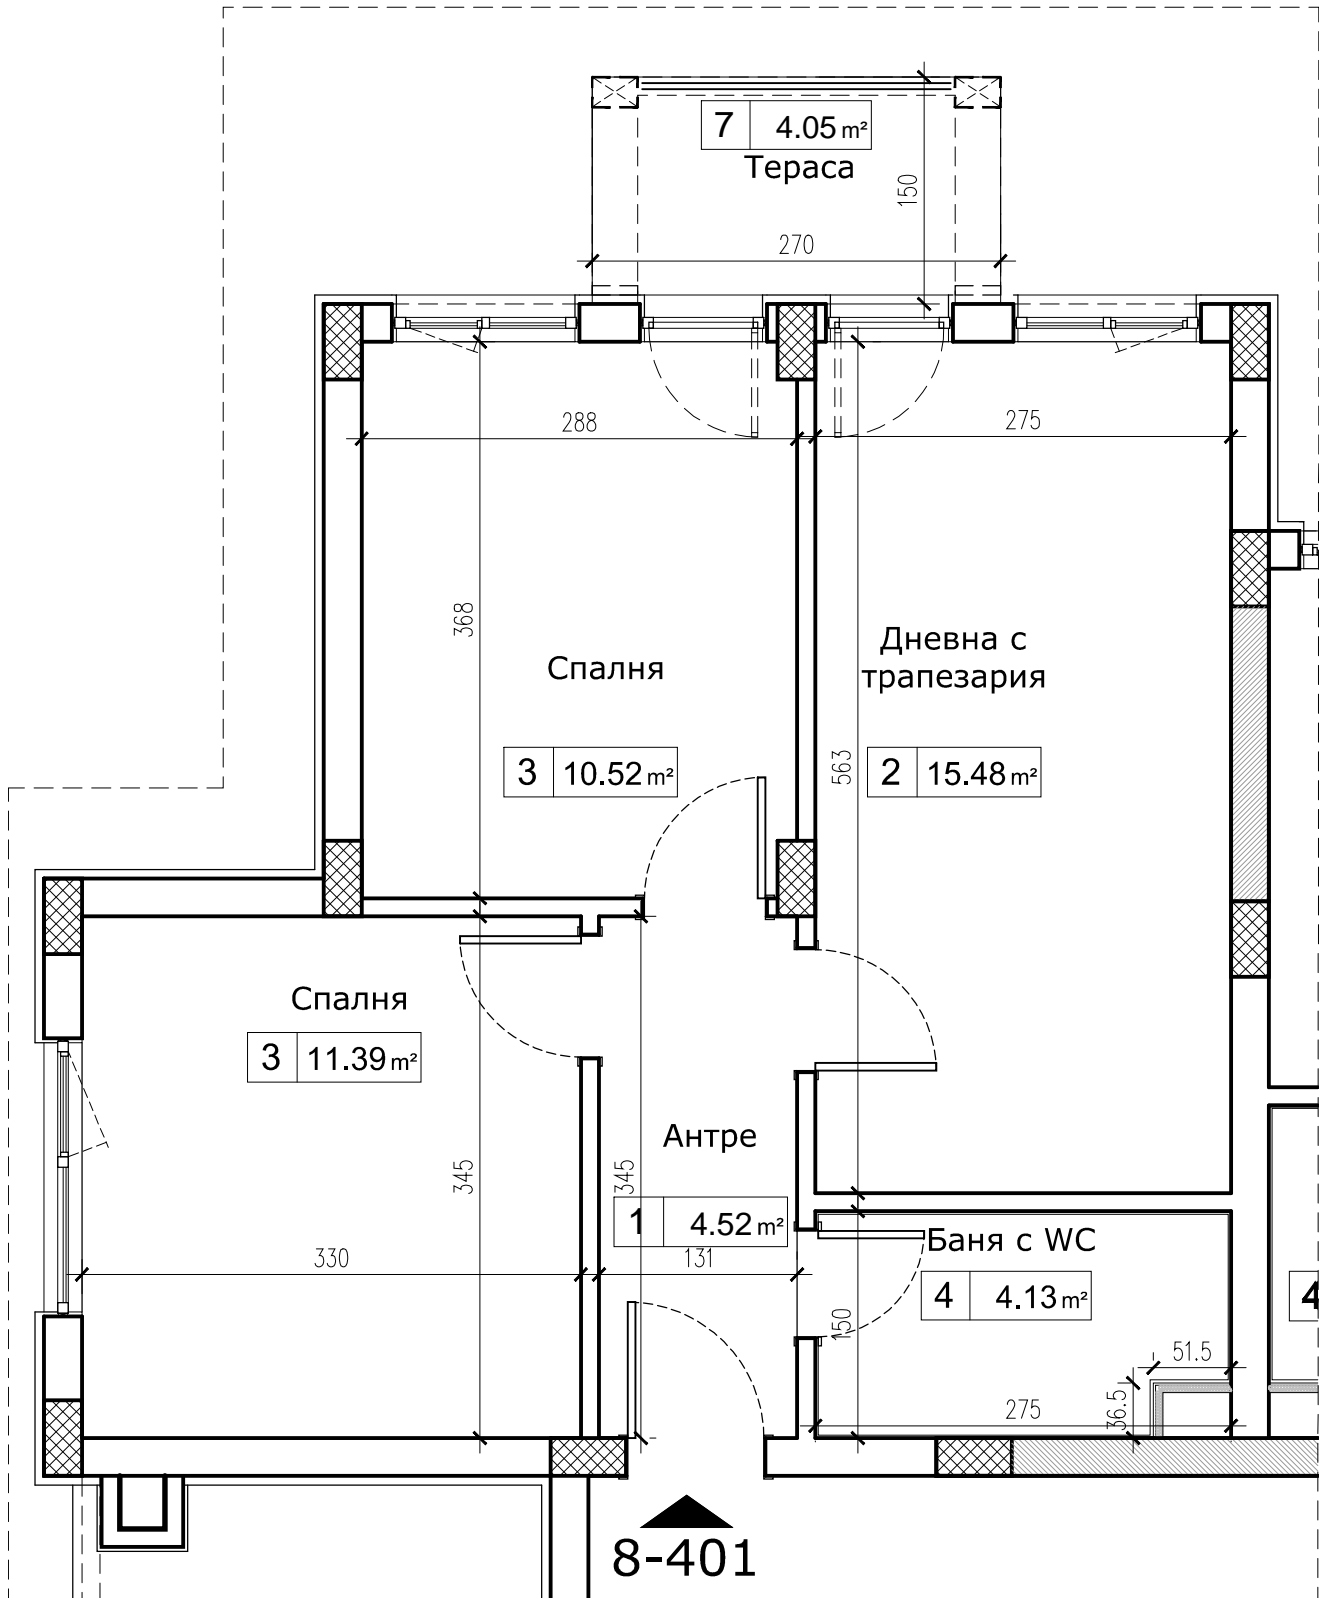 7 4.05 m²
Тераса
150
270
288
275
368
Спалня
3 10.52 m²
Дневна с
трапезария
563
2 15.48 m²
Спалня
3 11.39 m²
345
330
Антре
345
1 4.52 m²
131
Баня с WC
4 4.13 m²
150
51.5
36.5
275
4
8-401